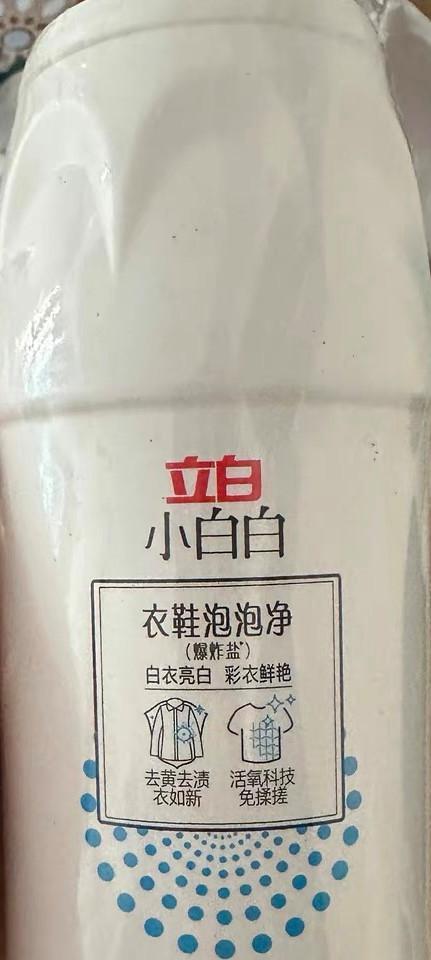 立白
小白白
衣鞋泡泡净
(爆炸盐)
白衣亮白 彩衣鲜艳
去黄去渍 活氧科技
衣如新 免揉搓